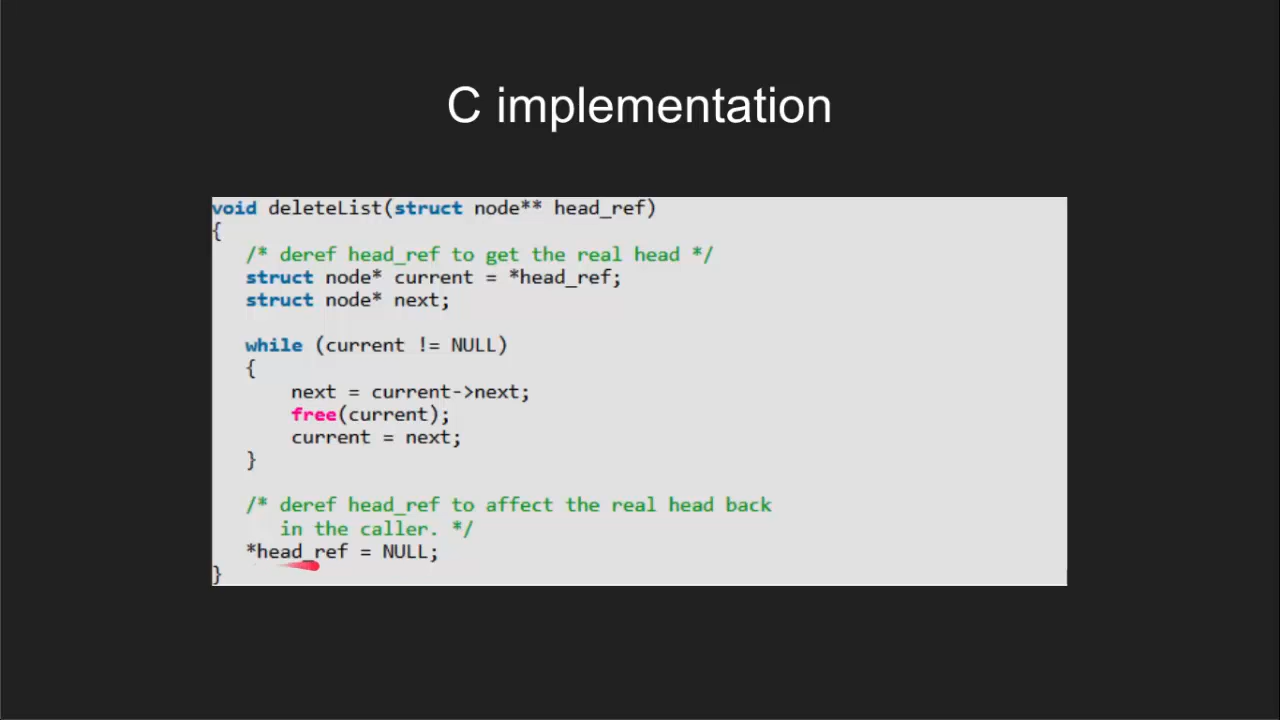 C implementation
void deleteList(struct node** head_ref)
{
/* deref head_ref to get the real head */
struct node* current = *head_ref;
struct node* next;
while (current != NULL)
{
next = current->next;
free(current);
current = next;
}
/* deref head_ref to affect the real head back
in the caller. */
*head_ref = NULL;
}